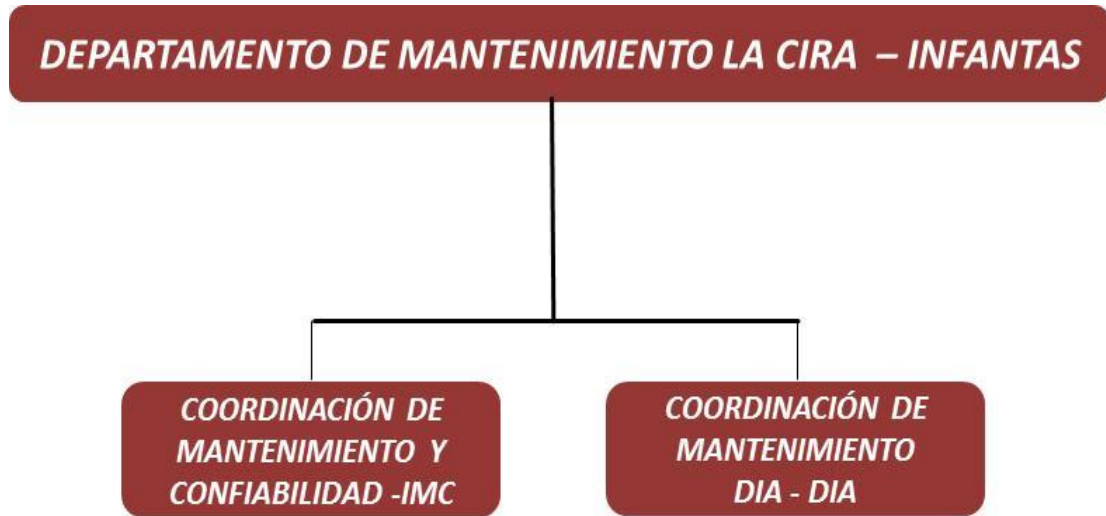 DEPARTAMENTO DE MANTENIMIENTO LA CIRA – INFANTAS
COORDINACIÓN DE
MANTENIMIENTO Y
CONFIABILIDAD -IMC
COORDINACIÓN DE
MANTENIMIENTO
DIA - DIA